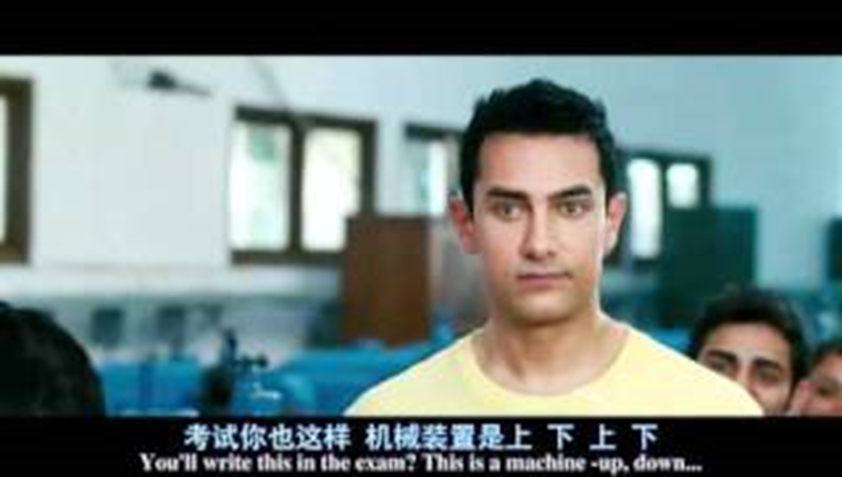 考试你也这样 机械装置是上 下 上 下
You'll write this in the exam? This is a machine -up, down...